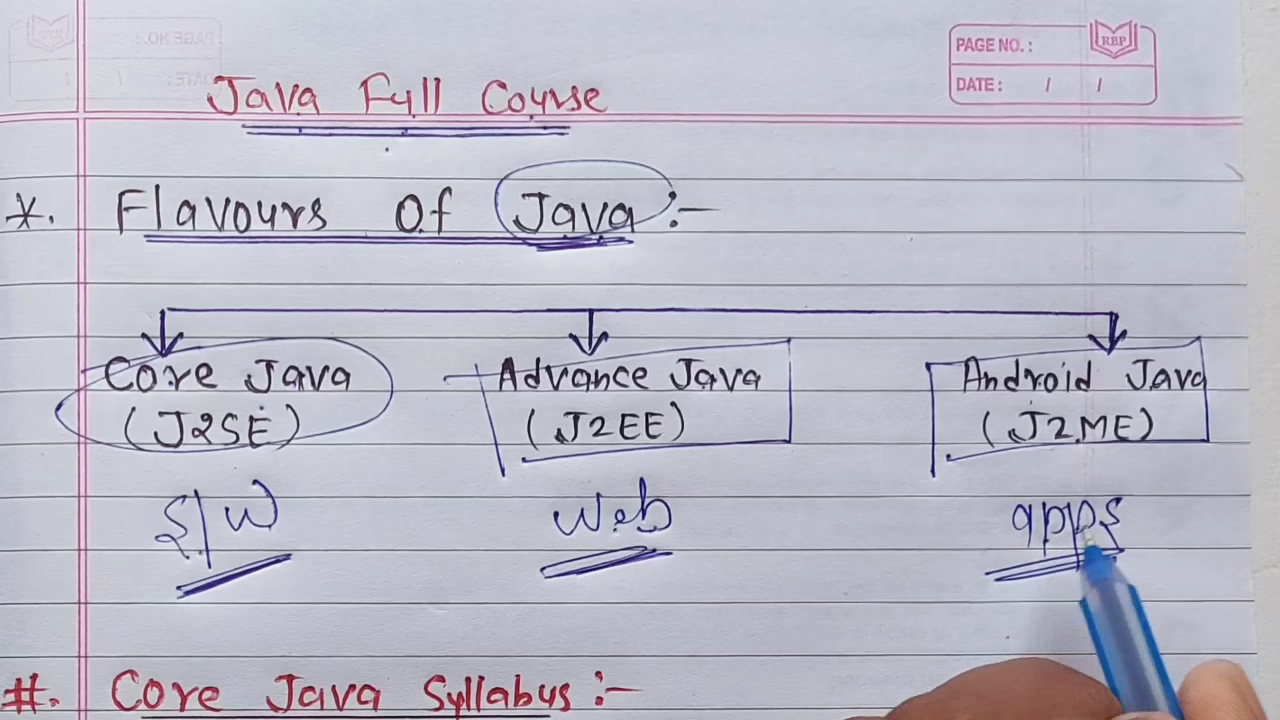 PAGE NO.:
RBP
DATE: / /
Java Full Course
*. Flavours Of Java :-
Core Java Advance Java Android Java
(J2SE) (J2EE) (J2ME)
S/W Web apps
#. Core Java Syllabus :-